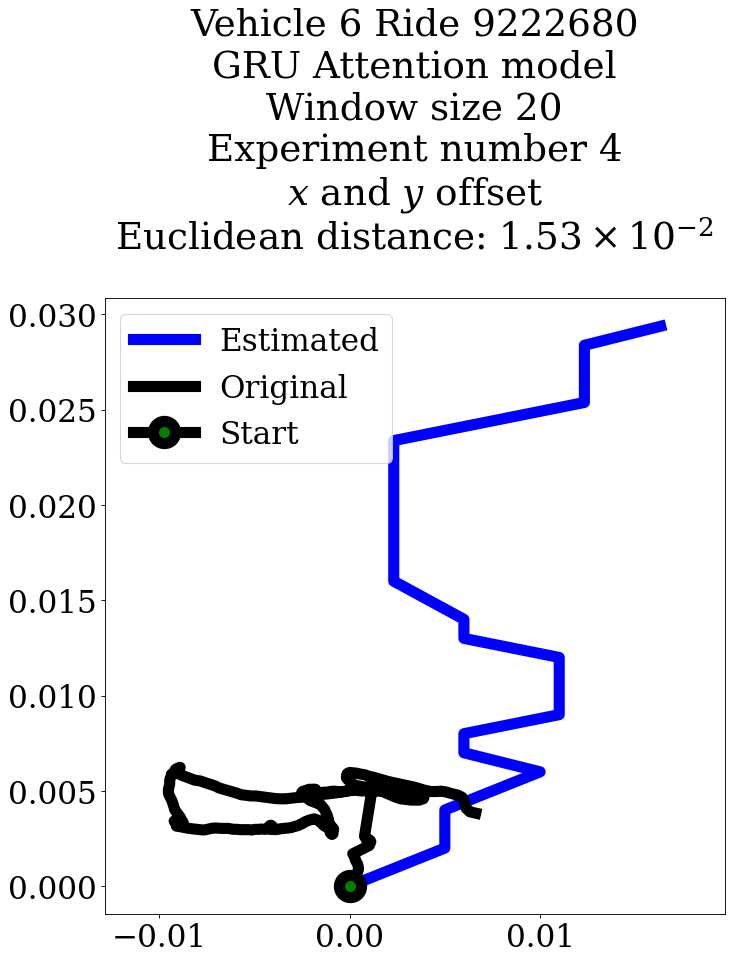 Vehicle 6 Ride 9222680
GRU Attention model
Window size 20
Experiment number 4
x and y offset
Euclidean distance: 1.53 × 10⁻²
Estimated
Original
Start
0.030
0.025
0.020
0.015
0.010
0.005
0.000
−0.01 0.00 0.01